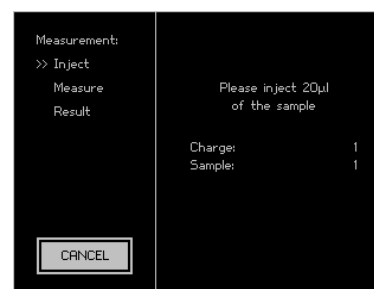 Measurement:
>> Inject
Measure
Result
CANCEL
Please inject 20µl
of the sample
Charge: 1
Sample: 1